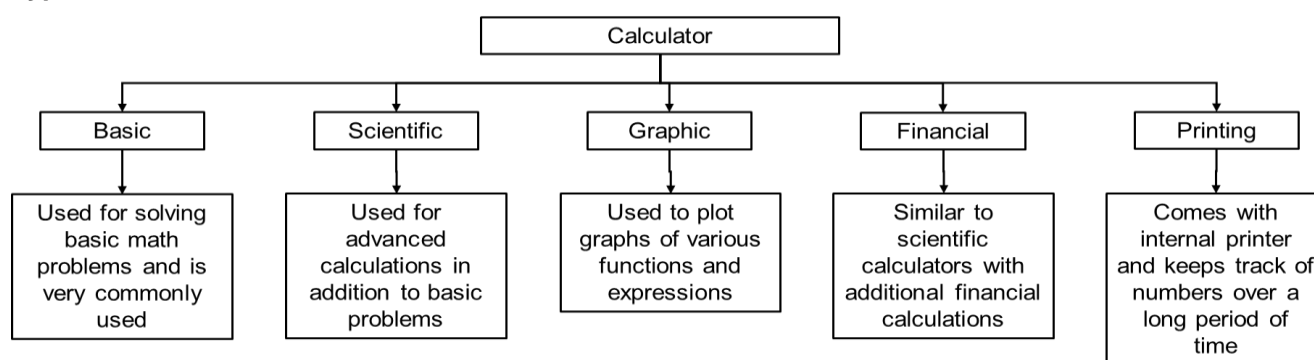 Calculator
Basic
Scientific
Graphic
Financial
Printing
Used for solving
basic math
problems and is
very commonly
used
Used for
advanced
calculations in
addition to basic
problems
Used to plot
graphs of various
functions and
expressions
Similar to
scientific
calculators with
additional financial
calculations
Comes with
internal printer
and keeps track of
numbers over a
long period of
time